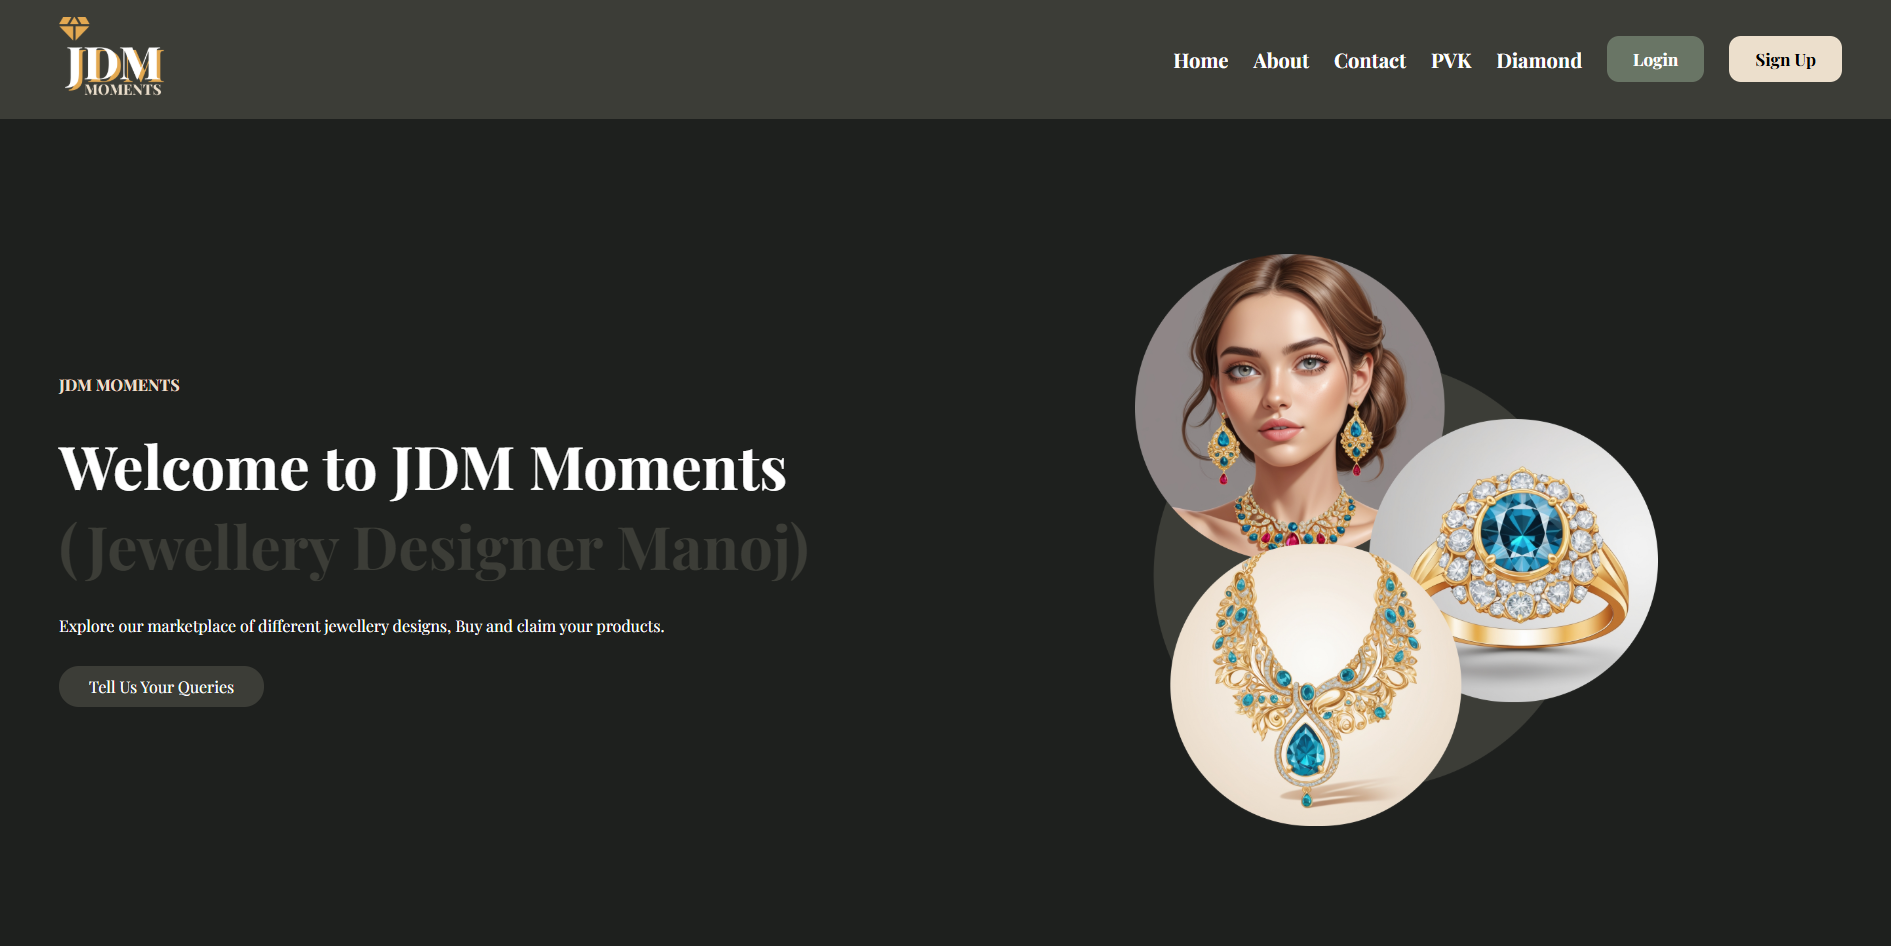 JDM
MOMENTS
Home About Contact PVK Diamond Login Sign Up
JDM MOMENTS
Welcome to JDM Moments
(Jewellery Designer Manoj)
Explore our marketplace of different jewellery designs, Buy and claim your products.
Tell Us Your Queries